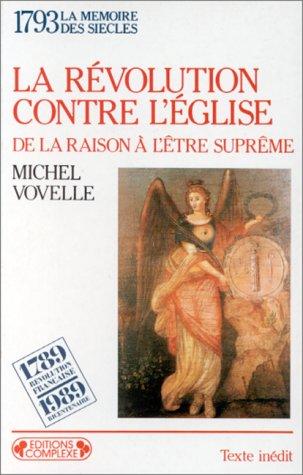 1793 LA MEMOIRE
DES SIECLES
LA RÉVOLUTION
CONTRE L'ÉGLISE
DE LA RAISON À L'ÊTRE SUPRÊME
MICHEL
VOVELLE
1789
RÉVOLUTION FRANÇAISE
1989
BICENTENAIRE
EDITIONS
COMPLEXE
Texte inédit